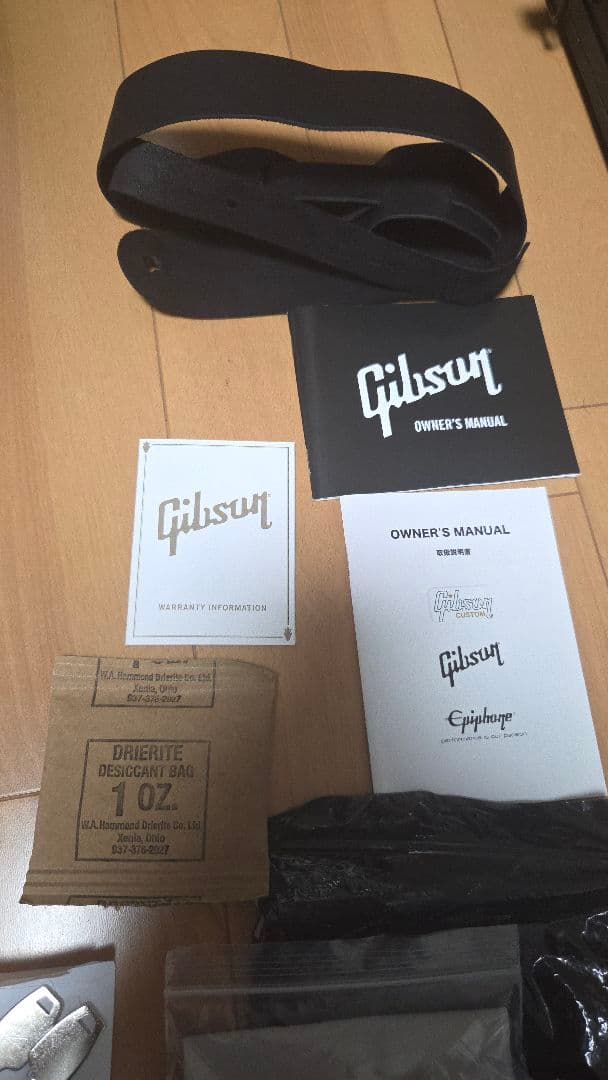 Gibson
OWNER'S MANUAL
Gibson
WARRANTY INFORMATION
OWNER'S MANUAL
取扱説明書
Gibson
CUSTOM
Gibson
Epiphone
W.A. Hammond Drierite Co. Ltd.
Xenia, Ohio
937-376-2927
DRIERITE
DESICCANT BAG
1 OZ.
W.A. Hammond Drierite Co. Ltd.
Xenia, Ohio
937-376-2927